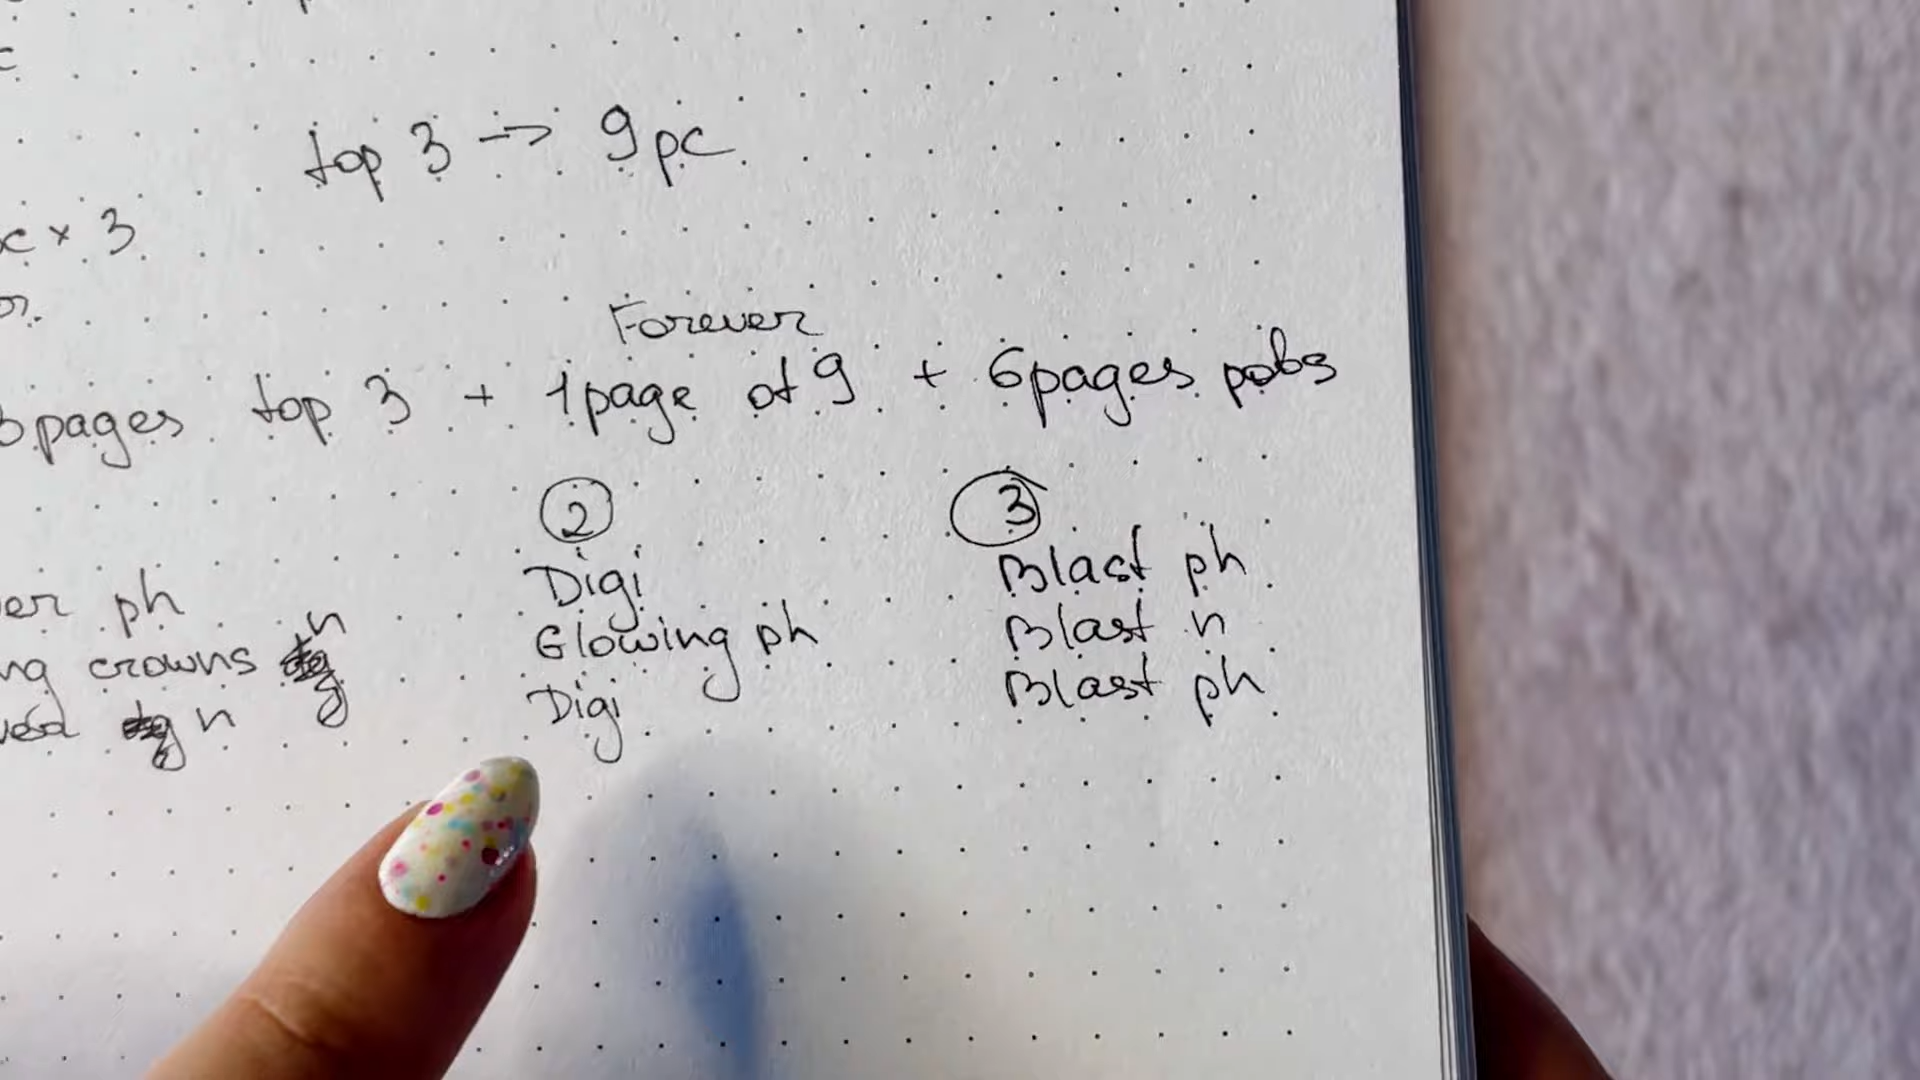 top 3 → 9pc
c × 3
Forever
pages top 3 + 1page of 9 + 6pages pobs
② ③
Digi Blast ph
er ph Glowing ph Blast n
ng crowns n Digi Blast ph
n